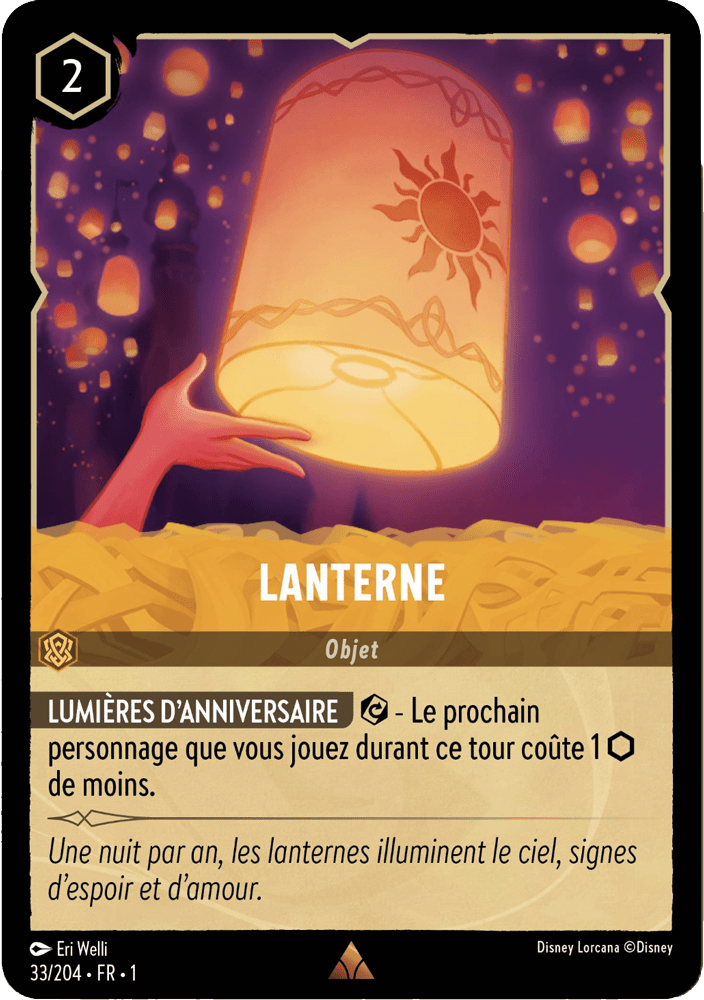 2
LANTERNE
Objet
LUMIÈRES D’ANNIVERSAIRE - Le prochain
personnage que vous jouez durant ce tour coûte 1
de moins.
Une nuit par an, les lanternes illuminent le ciel, signes
d’espoir et d’amour.
Eri Welli
Disney Lorcana ©Disney
33/204 • FR • 1